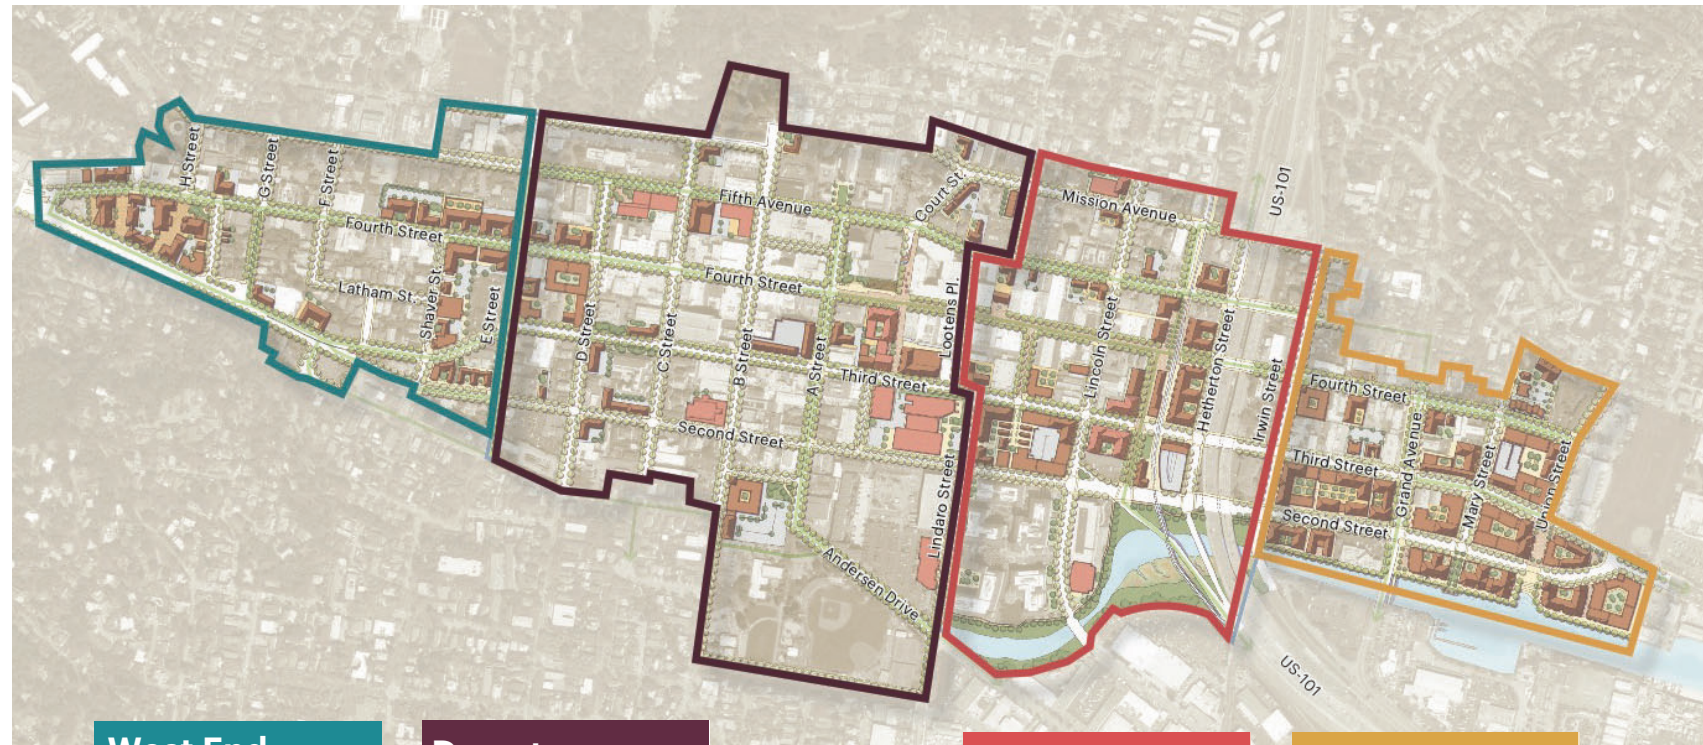 H Street
G Street
F Street
Fourth Street
Latham St.
Shaver St.
E Street
D Street
C Street
B Street
A Street
Fifth Avenue
Court St.
Fourth Street
Lootens Pl.
Third Street
Second Street
Lindaro Street
Andersen Drive
Mission Avenue
US-101
Lincoln Street
Hetherton Street
Irwin Street
Fourth Street
Third Street
Grand Avenue
Mary Street
Union Street
Second Street
US-101
West End